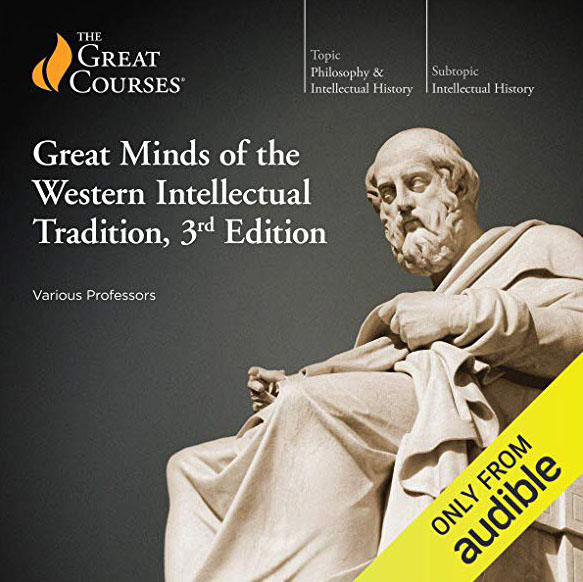 THE
GREAT
COURSES®
Topic
Philosophy &
Intellectual History
Subtopic
Intellectual History
Great Minds of the
Western Intellectual
Tradition, 3rd Edition
Various Professors
ONLY FROM
audible